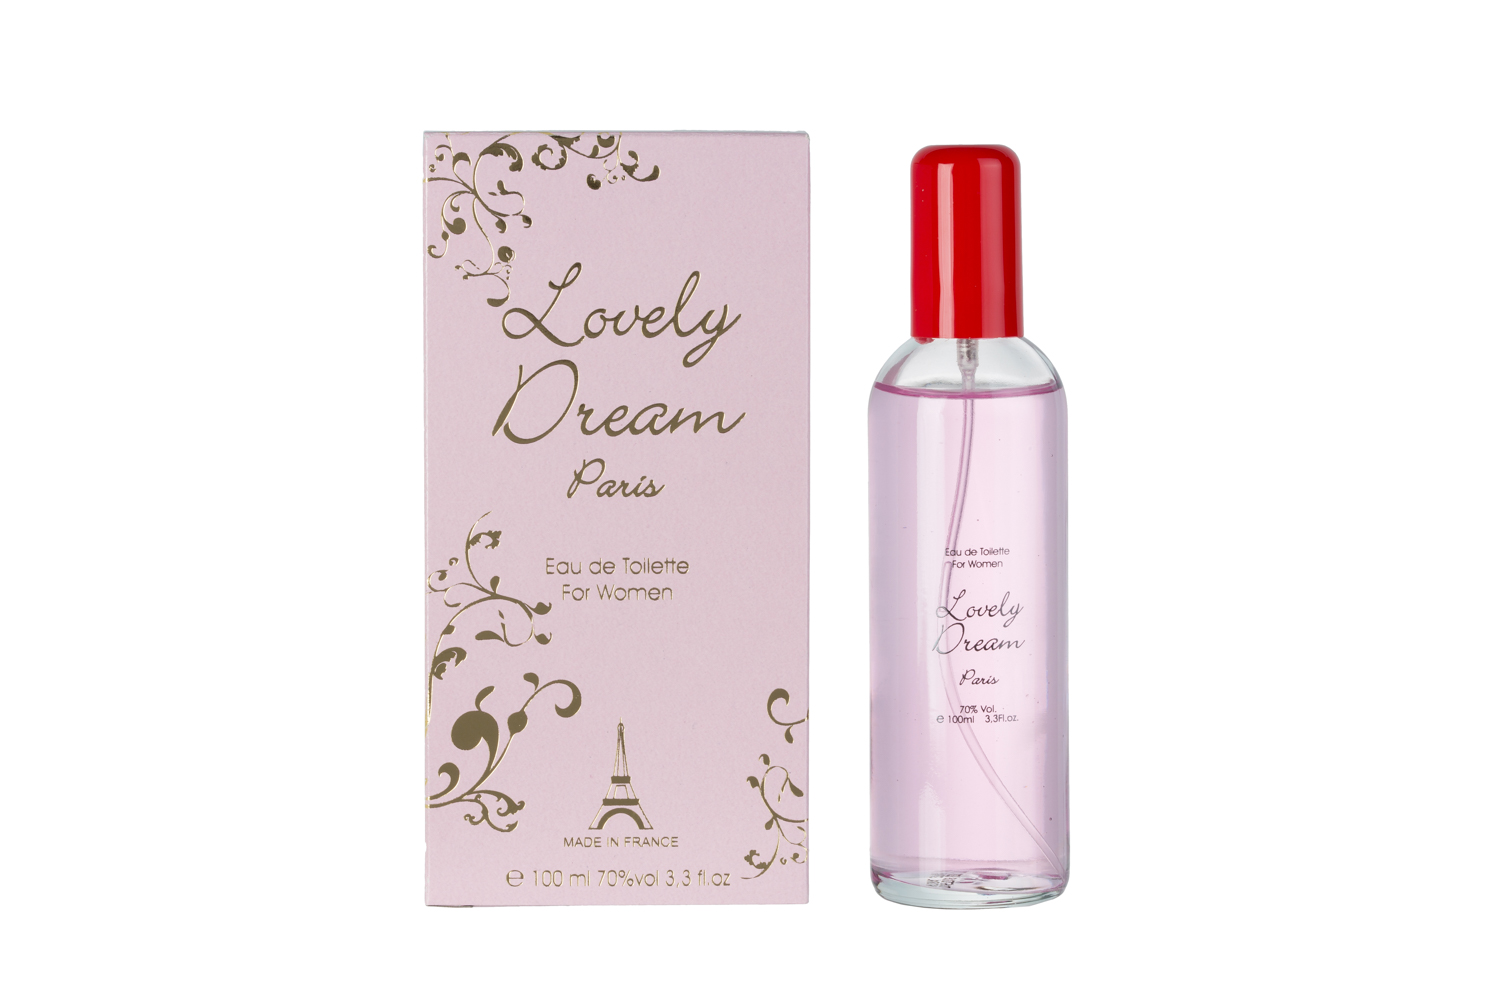 Lovely
Dream
Paris
Eau de Toilette
For Women
MADE IN FRANCE
℮ 100 ml 70%vol 3,3 fl.oz
Eau de Toilette
For Women
Lovely
Dream
Paris
70% Vol.
℮ 100ml 3,3Fl.oz.